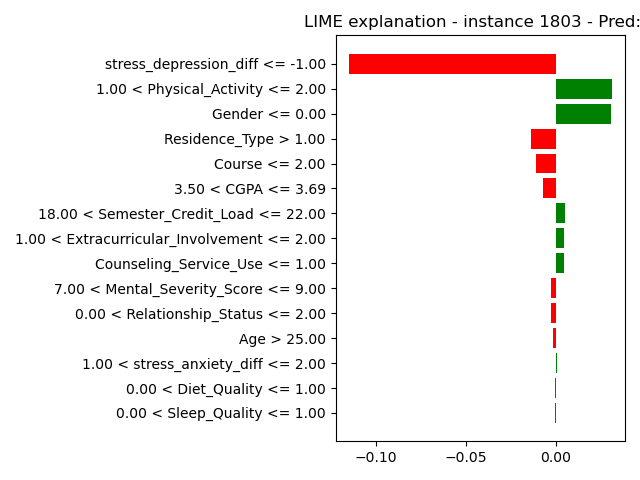 LIME explanation - instance 1803 - Pred:
stress_depression_diff <= -1.00
1.00 < Physical_Activity <= 2.00
Gender <= 0.00
Residence_Type > 1.00
Course <= 2.00
3.50 < CGPA <= 3.69
18.00 < Semester_Credit_Load <= 22.00
1.00 < Extracurricular_Involvement <= 2.00
Counseling_Service_Use <= 1.00
7.00 < Mental_Severity_Score <= 9.00
0.00 < Relationship_Status <= 2.00
Age > 25.00
1.00 < stress_anxiety_diff <= 2.00
0.00 < Diet_Quality <= 1.00
0.00 < Sleep_Quality <= 1.00
−0.10 −0.05 0.00